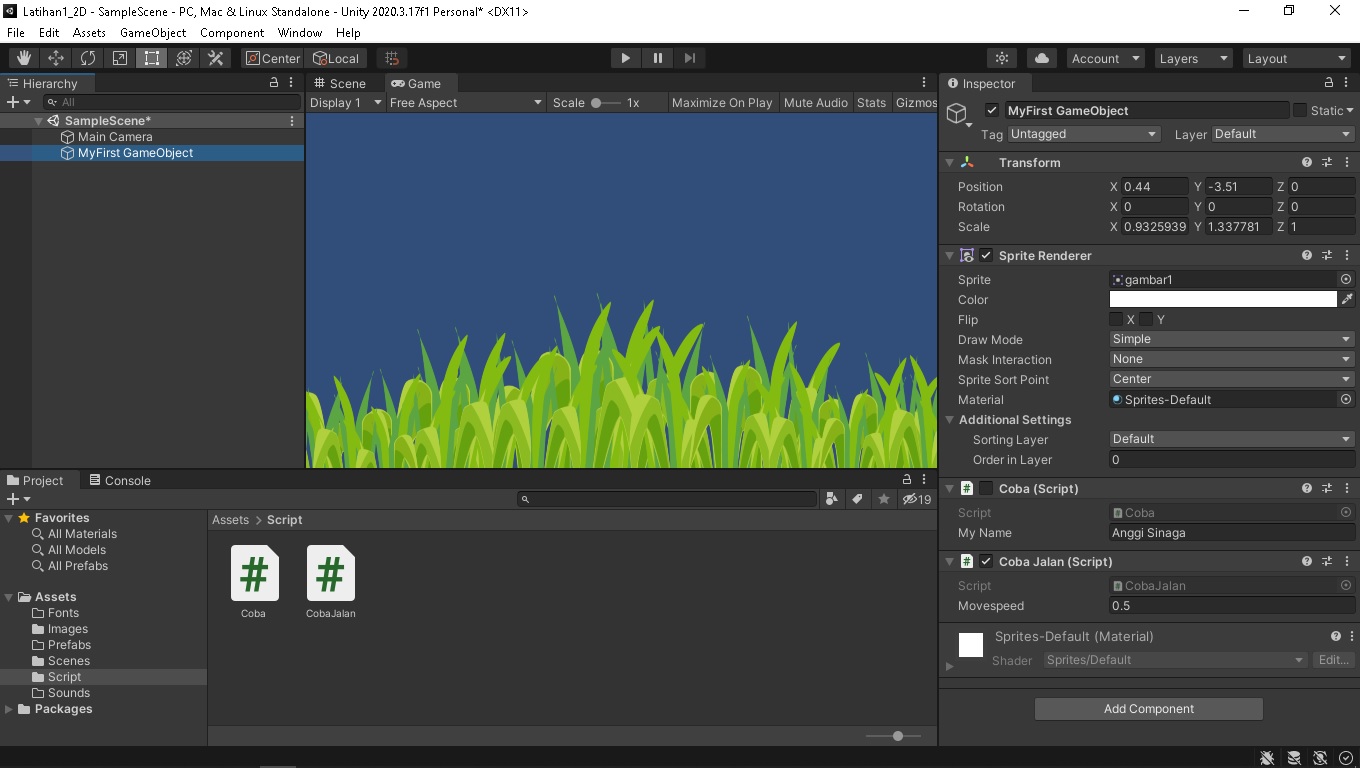 Latihan1_2D - SampleScene - PC, Mac & Linux Standalone - Unity 2020.3.17f1 Personal* <DX11>
File Edit Assets GameObject Component Window Help
Center Local Account Layers Layout
Hierarchy
All
SampleScene*
Main Camera
MyFirst GameObject
Scene Game
Display 1 Free Aspect Scale 1x Maximize On Play Mute Audio Stats Gizmos
Inspector
MyFirst GameObject Static
Tag Untagged Layer Default
Transform
Position X 0.44 Y -3.51 Z 0
Rotation X 0 Y 0 Z 0
Scale X 0.9325939 Y 1.337781 Z 1
Sprite Renderer
Sprite gambar1
Color
Flip X Y
Draw Mode Simple
Mask Interaction None
Sprite Sort Point Center
Material Sprites-Default
Additional Settings
Sorting Layer Default
Order in Layer 0
# Coba (Script)
Script # Coba
My Name Anggi Sinaga
# Coba Jalan (Script)
Script # CobaJalan
Movespeed 0.5
Sprites-Default (Material)
Shader Sprites/Default Edit...
Add Component
Project Console
19
Favorites
All Materials
All Models
All Prefabs
Assets
Fonts
Images
Prefabs
Scenes
Script
Sounds
Packages
Assets > Script
# #
Coba CobaJalan